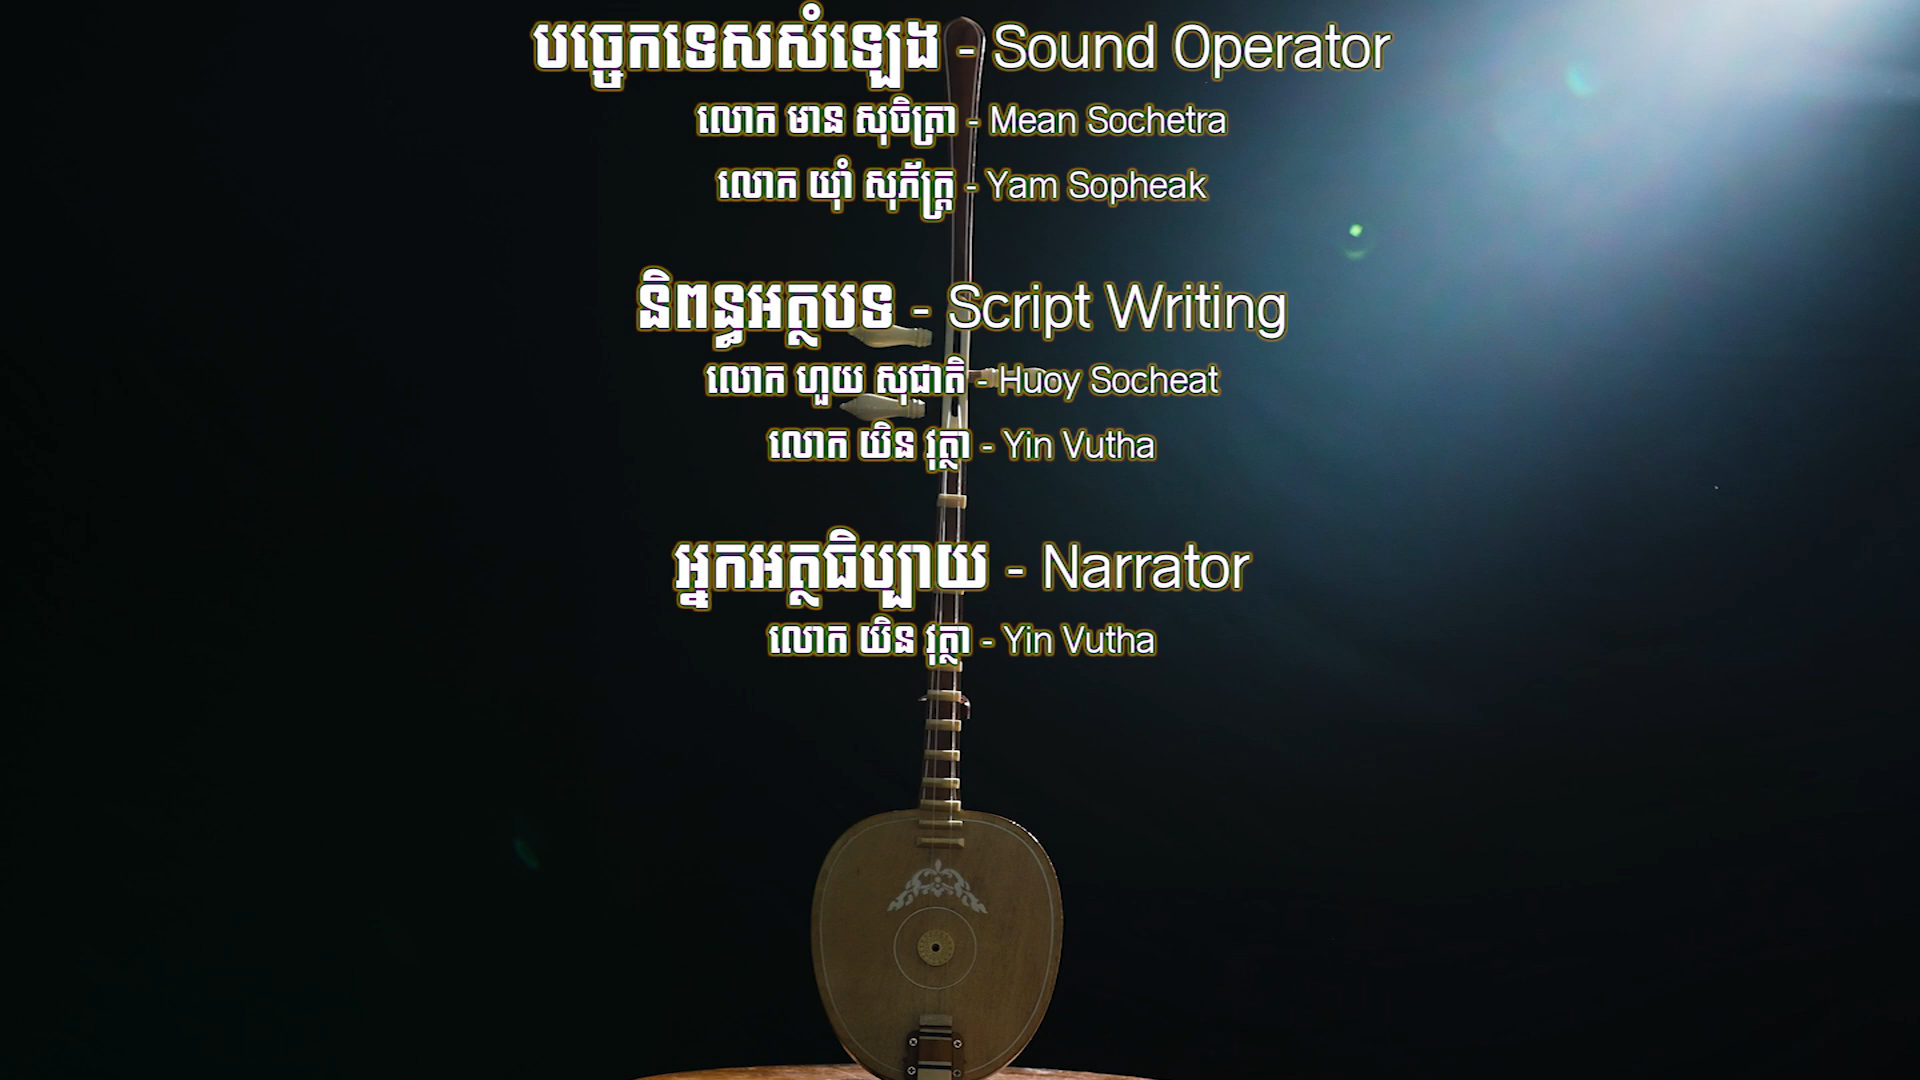 បច្ចេកទេសសំឡេង - Sound Operator
លោក មាន សុចិត្រា - Mean Sochetra
លោក យ៉ាំ សុភ័ក្ត្រ - Yam Sopheak
និពន្ធអត្ថបទ - Script Writing
លោក ហួយ សុជាតិ - Huoy Socheat
លោក យិន វុត្ថា - Yin Vutha
អ្នកអត្ថធិប្បាយ - Narrator
លោក យិន វុត្ថា - Yin Vutha